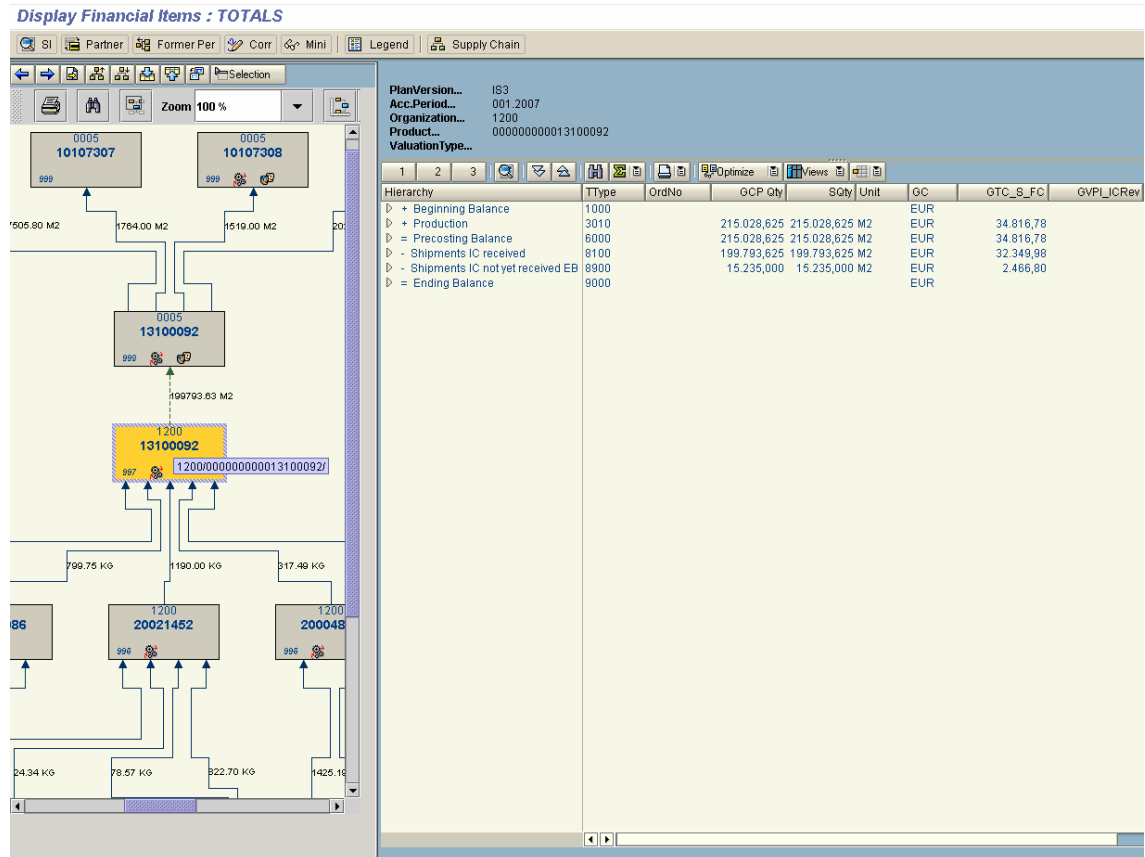 Display Financial Items : TOTALS
SI Partner Former Per Corr Mini Legend Supply Chain
Selection
Zoom 100 %
PlanVersion... IS3
Acc.Period... 001.2007
Organization... 1200
Product... 000000000013100092
ValuationType...
1 2 3 Optimize Views
Hierarchy TType OrdNo GCP Qty SQty Unit GC GTC_S_FC GVPI_ICRev
+ Beginning Balance 1000 EUR
+ Production 3010 215.028,625 215.028,625 M2 EUR 34.816,78
= Precosting Balance 6000 215.028,625 215.028,625 M2 EUR 34.816,78
- Shipments IC received 8100 199.793,625 199.793,625 M2 EUR 32.349,98
- Shipments IC not yet received EB 8900 15.235,000 15.235,000 M2 EUR 2.466,80
= Ending Balance 9000 EUR
0005 0005
10107307 10107308
999 999
7505.80 M2 1764.00 M2 1519.00 M2 20
0005
13100092
999
199793.63 M2
1200
13100092
997
1200/000000000013100092/
799.75 KG 1190.00 KG 317.49 KG
1200 1200
86 20021452 200048
996 996
24.34 KG 78.57 KG 322.70 KG 1425.19